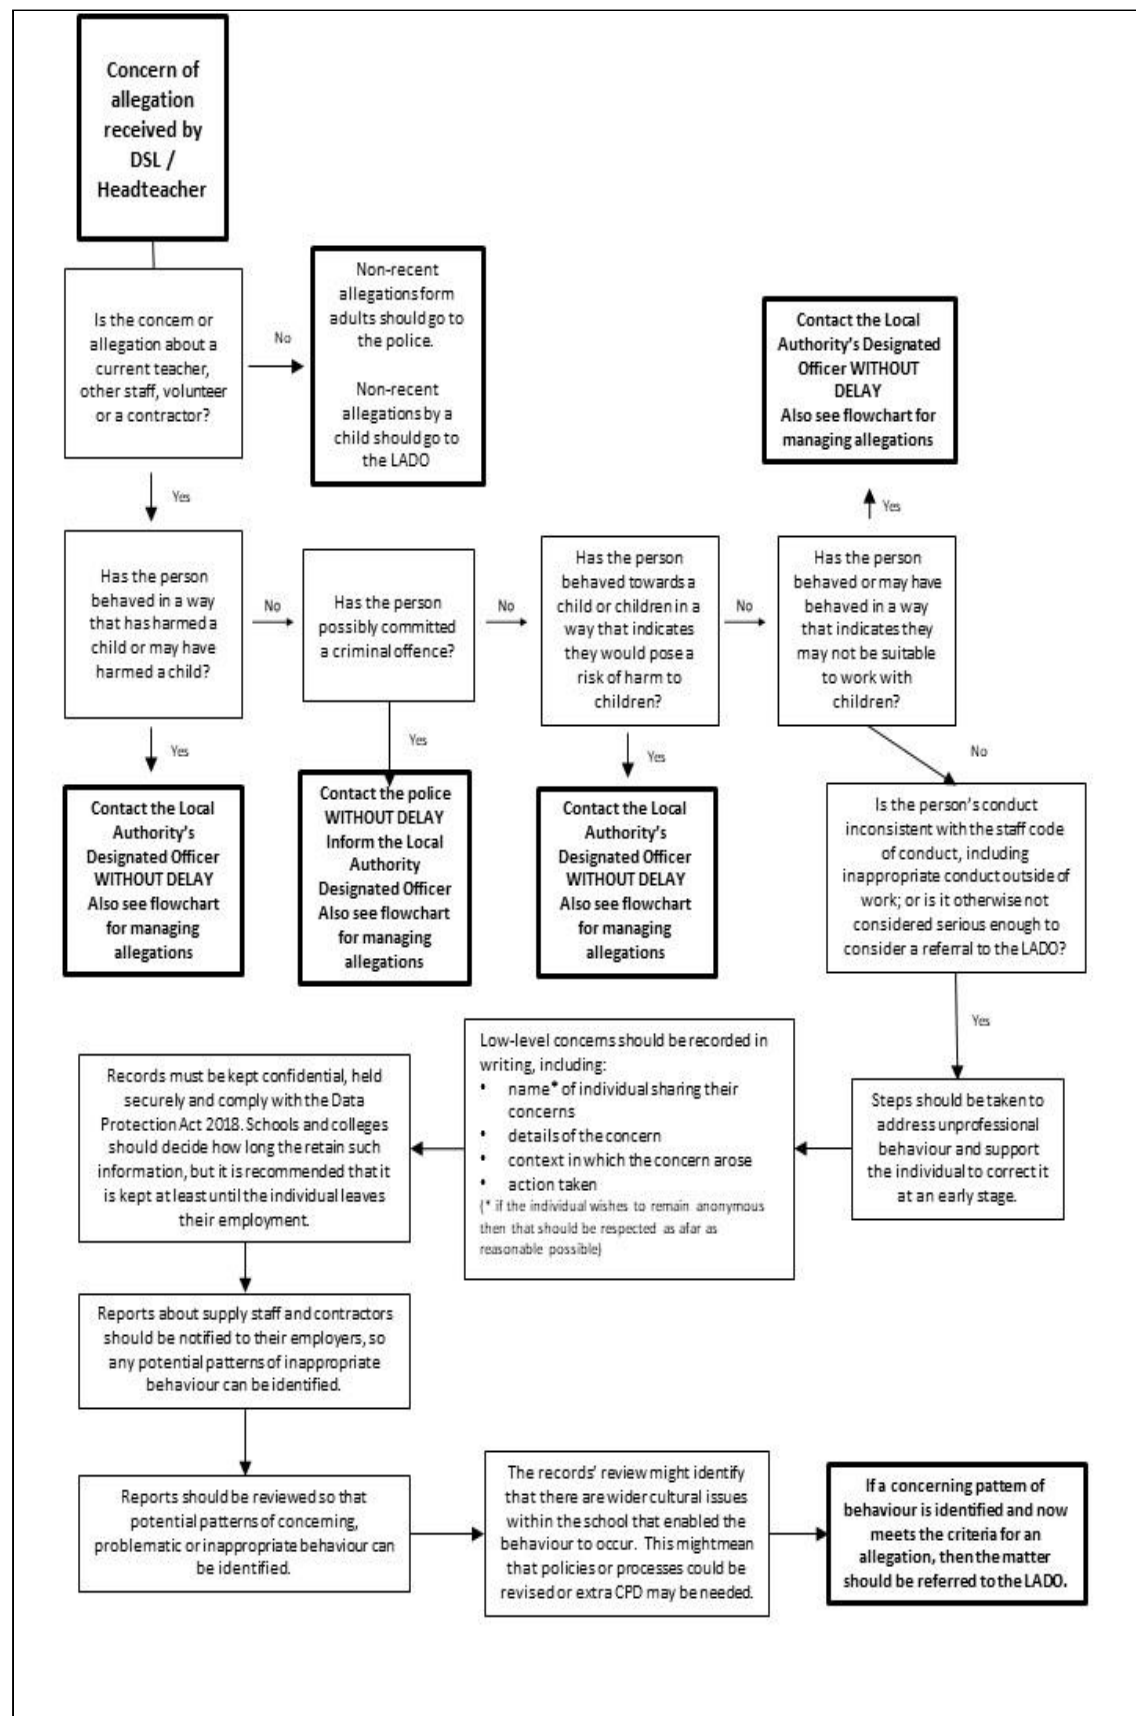 Concern of
allegation
received by
DSL /
Headteacher
Is the concern or
allegation about a
current teacher,
other staff, volunteer
or a contractor?
No
Non-recent
allegations form
adults should go to
the police.
Non-recent
allegations by a
child should go to
the LADO
Contact the Local
Authority's Designated
Officer WITHOUT
DELAY
Also see flowchart for
managing allegations
Yes
Yes
Has the person
behaved in a way
that has harmed a
child or may have
harmed a child?
No
Has the person
possibly committed
a criminal offence?
No
Has the person
behaved towards a
child or children in a
way that indicates
they would pose a
risk of harm to
children?
No
Has the person
behaved or may have
behaved in a way
that indicates they
may not be suitable
to work with
children?
Yes
Yes
Yes
No
Contact the Local
Authority's
Designated Officer
WITHOUT DELAY
Also see flowchart
for managing
allegations
Contact the police
WITHOUT DELAY
Inform the Local
Authority
Designated Officer
Also see flowchart
for managing
allegations
Contact the Local
Authority's
Designated Officer
WITHOUT DELAY
Also see flowchart
for managing
allegations
Is the person's conduct
inconsistent with the staff code
of conduct, including
inappropriate conduct outside of
work; or is it otherwise not
considered serious enough to
consider a referral to the LADO?
Yes
Steps should be taken to
address unprofessional
behaviour and support
the individual to correct it
at an early stage.
Low-level concerns should be recorded in
writing, including:
• name* of individual sharing their
concerns
• details of the concern
• context in which the concern arose
• action taken
(* if the individual wishes to remain anonymous
then that should be respected as afar as
reasonable possible)
Records must be kept confidential, held
securely and comply with the Data
Protection Act 2018. Schools and colleges
should decide how long the retain such
information, but it is recommended that it
is kept at least until the individual leaves
their employment.
Reports about supply staff and contractors
should be notified to their employers, so
any potential patterns of inappropriate
behaviour can be identified.
Reports should be reviewed so that
potential patterns of concerning,
problematic or inappropriate behaviour can
be identified.
The records' review might identify
that there are wider cultural issues
within the school that enabled the
behaviour to occur. This might mean
that policies or processes could be
revised or extra CPD may be needed.
If a concerning pattern of
behaviour is identified and now
meets the criteria for an
allegation, then the matter
should be referred to the LADO.